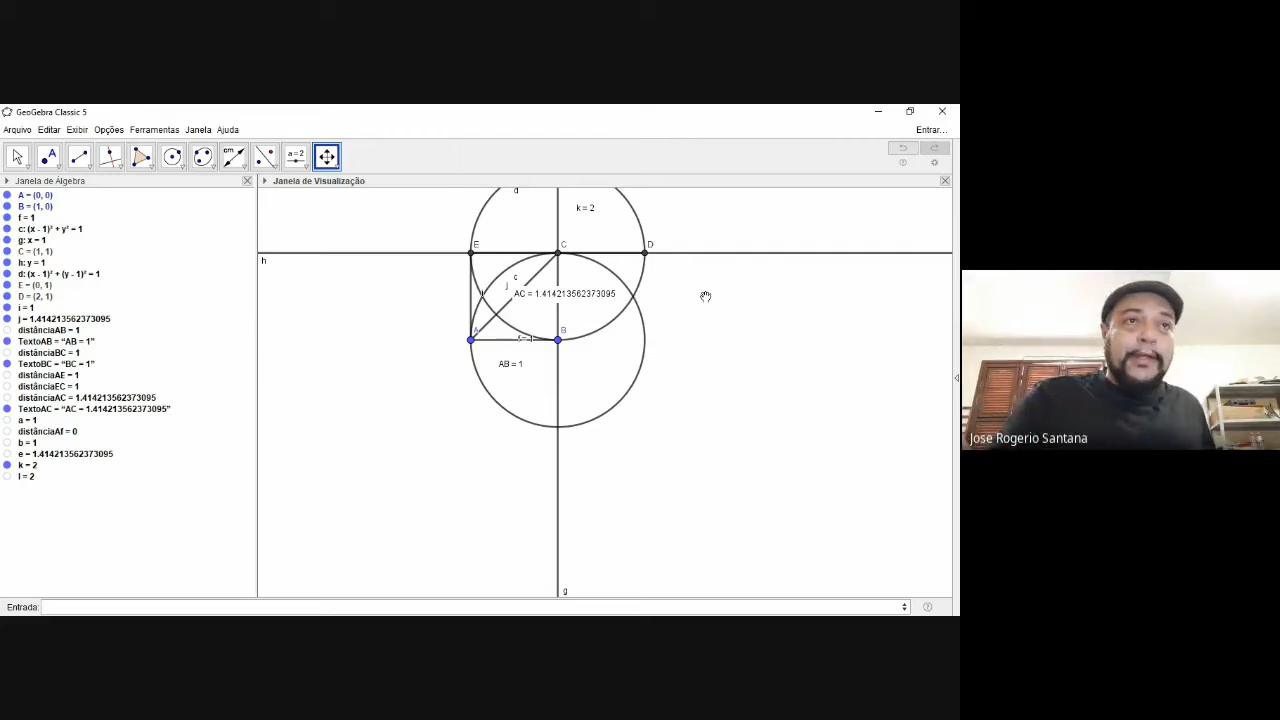 GeoGebra Classic 5
Arquivo Editar Exibir Opções Ferramentas Janela Ajuda
Entrar...
A
cm
a = 2
Janela de Álgebra
Janela de Visualização
A = (0, 0)
B = (1, 0)
f = 1
c: (x - 1)² + y² = 1
g: x = 1
C = (1, 1)
h: y = 1
d: (x - 1)² + (y - 1)² = 1
E = (0, 1)
D = (2, 1)
i = 1
j = 1.414213562373095
distânciaAB = 1
TextoAB = “AB = 1”
distânciaBC = 1
TextoBC = “BC = 1”
distânciaAE = 1
distânciaEC = 1
distânciaAC = 1.414213562373095
TextoAC = “AC = 1.414213562373095”
a = 1
distânciaAf = 0
b = 1
e = 1.414213562373095
k = 2
l = 2
d
k = 2
E
C
D
h
c
j
AC = 1.414213562373095
A
B
AB = 1
g
Entrada:
Jose Rogerio Santana